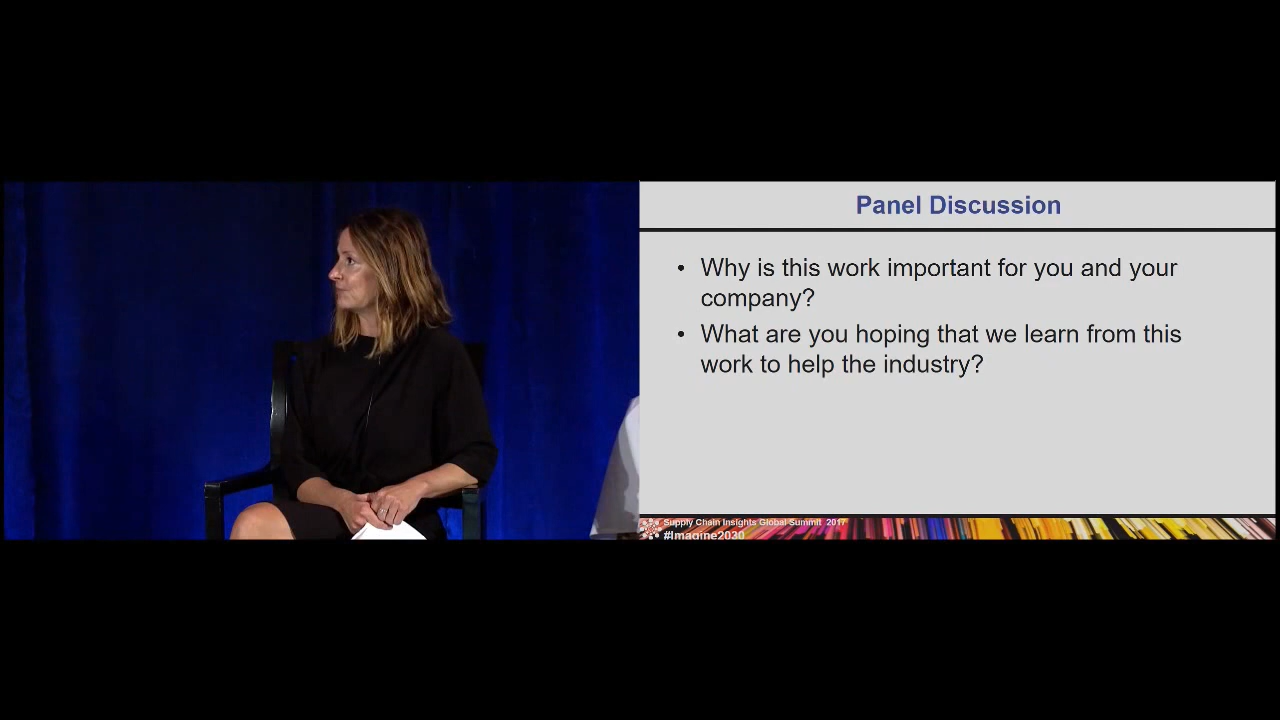 Panel Discussion
• Why is this work important for you and your
company?
• What are you hoping that we learn from this
work to help the industry?
Supply Chain Insights Global Summit 2017
#Imagine2030